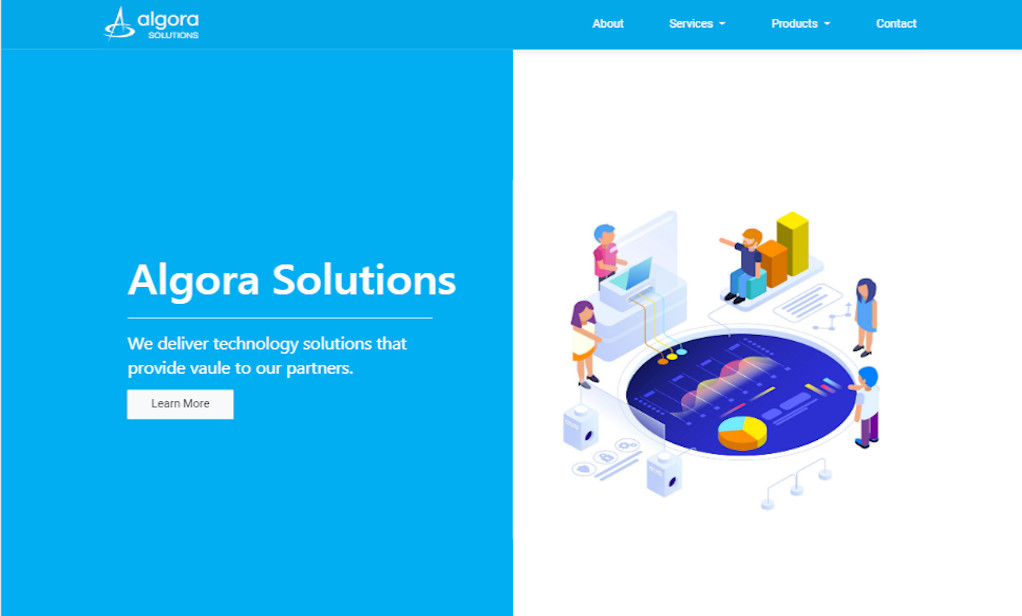 algora
SOLUTIONS
About
Services
Products
Contact
Algora Solutions
We deliver technology solutions that
provide vaule to our partners.
Learn More